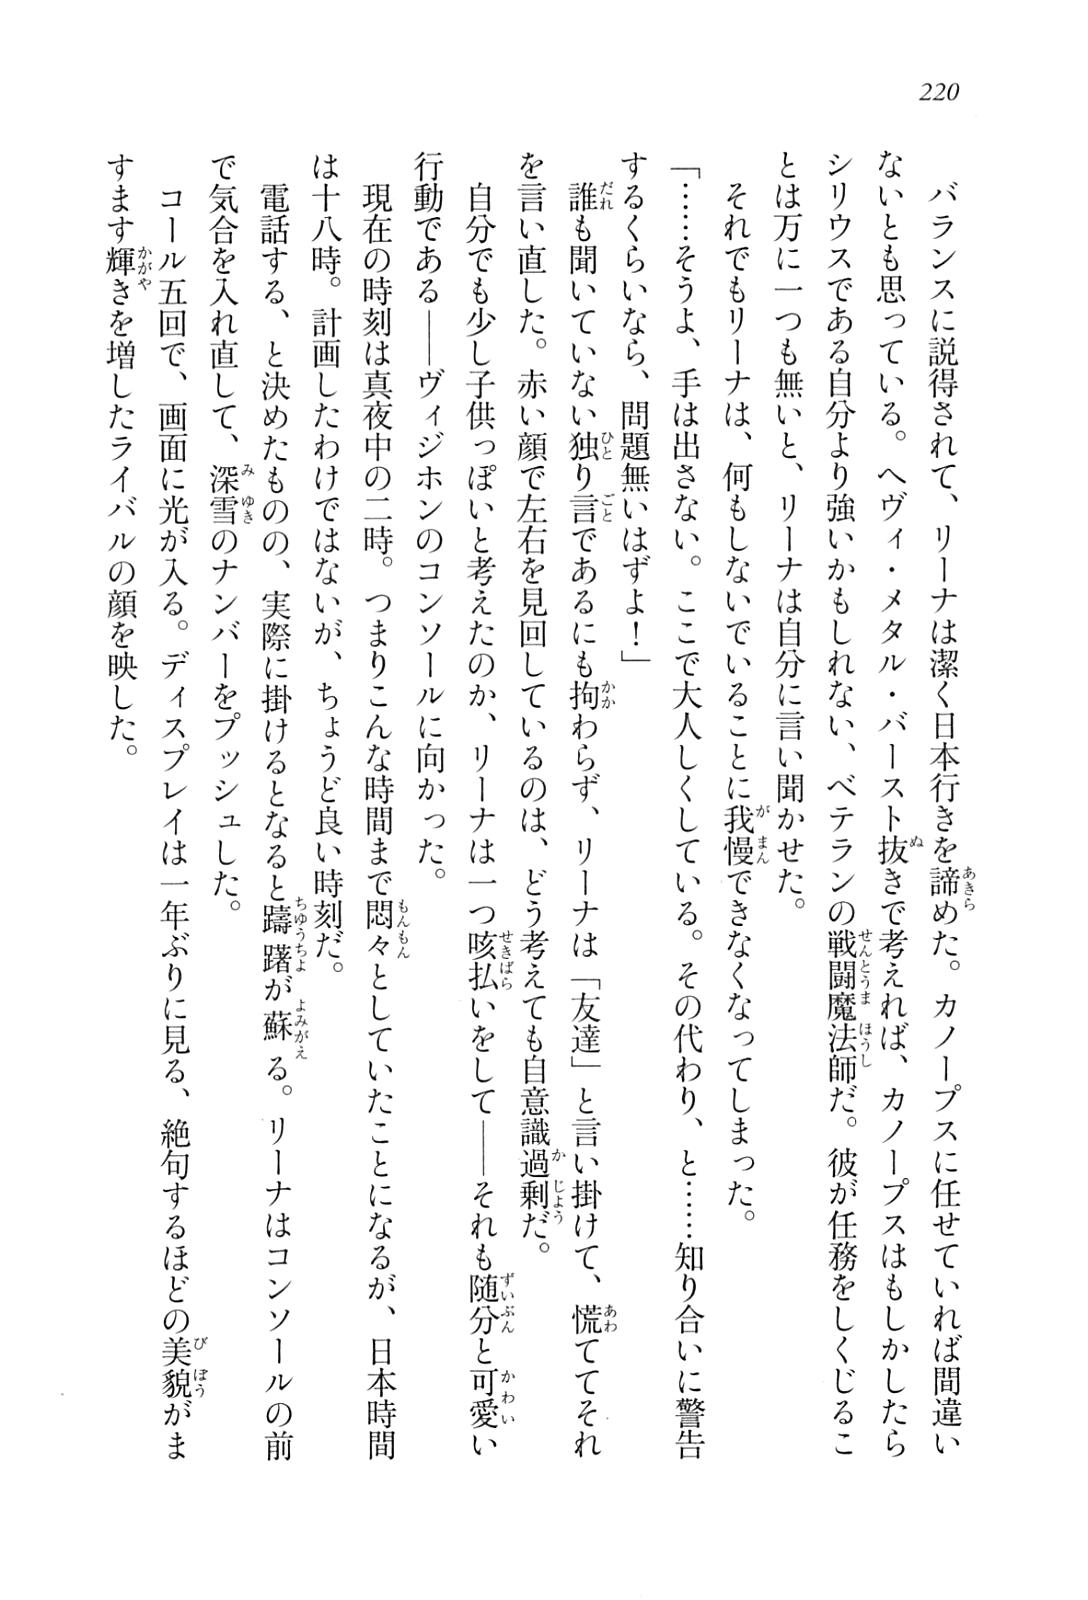 220
　バランスに説得されて、リーナは潔く日本行きを諦めた。カノープスに任せていれば間違い
ないとも思っている。ヘヴィ・メタル・バースト抜きで考えれば、カノープスはもしかしたら
シリウスである自分より強いかもしれない、ベテランの戦闘魔法師だ。彼が任務をしくじるこ
とは万に一つも無いと、リーナは自分に言い聞かせた。
　それでもリーナは、何もしないでいることに我慢できなくなってしまった。
「……そうよ、手は出さない。ここで大人しくしている。その代わり、と……知り合いに警告
するくらいなら、問題無いはずよ！」
　誰も聞いていない独り言であるにも拘わらず、リーナは「友達」と言い掛けて、慌ててそれ
を言い直した。赤い顔で左右を見回しているのは、どう考えても自意識過剰だ。
　自分でも少し子供っぽいと考えたのか、リーナは一つ咳払いをして――それも随分と可愛い
行動である――ヴィジホンのコンソールに向かった。
　現在の時刻は真夜中の二時。つまりこんな時間まで悶々としていたことになるが、日本時間
は十八時。計画したわけではないが、ちょうど良い時刻だ。
　電話する、と決めたものの、実際に掛けるとなると躊躇が蘇る。リーナはコンソールの前
で気合を入れ直して、深雪のナンバーをプッシュした。
　コール五回で、画面に光が入る。ディスプレイは一年ぶりに見る、絶句するほどの美貌がま
すます輝きを増したライバルの顔を映した。